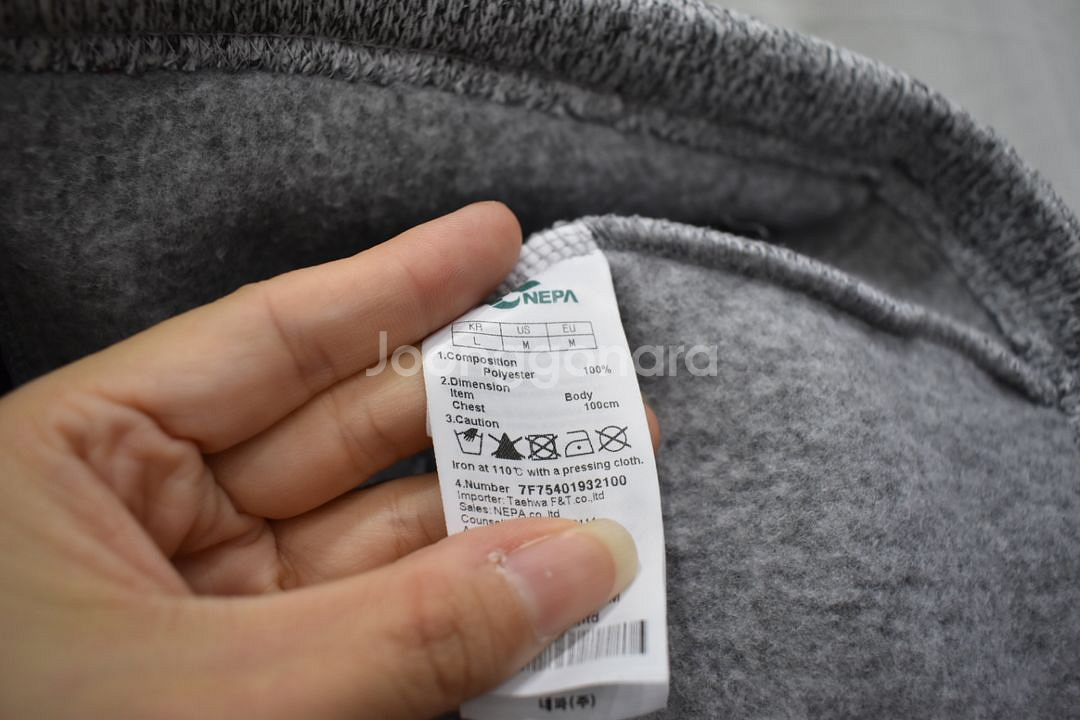 NEPA
KR US EU
L M M
Joonggonara
1.Composition
Polyester 100%
2.Dimension
Item Body
Chest 100cm
3.Caution
Iron at 110℃ with a pressing cloth.
4.Number 7F75401932100
Importer: Taehwa F&T.co.,ltd
Sales: NEPA co.,ltd
네파(주)